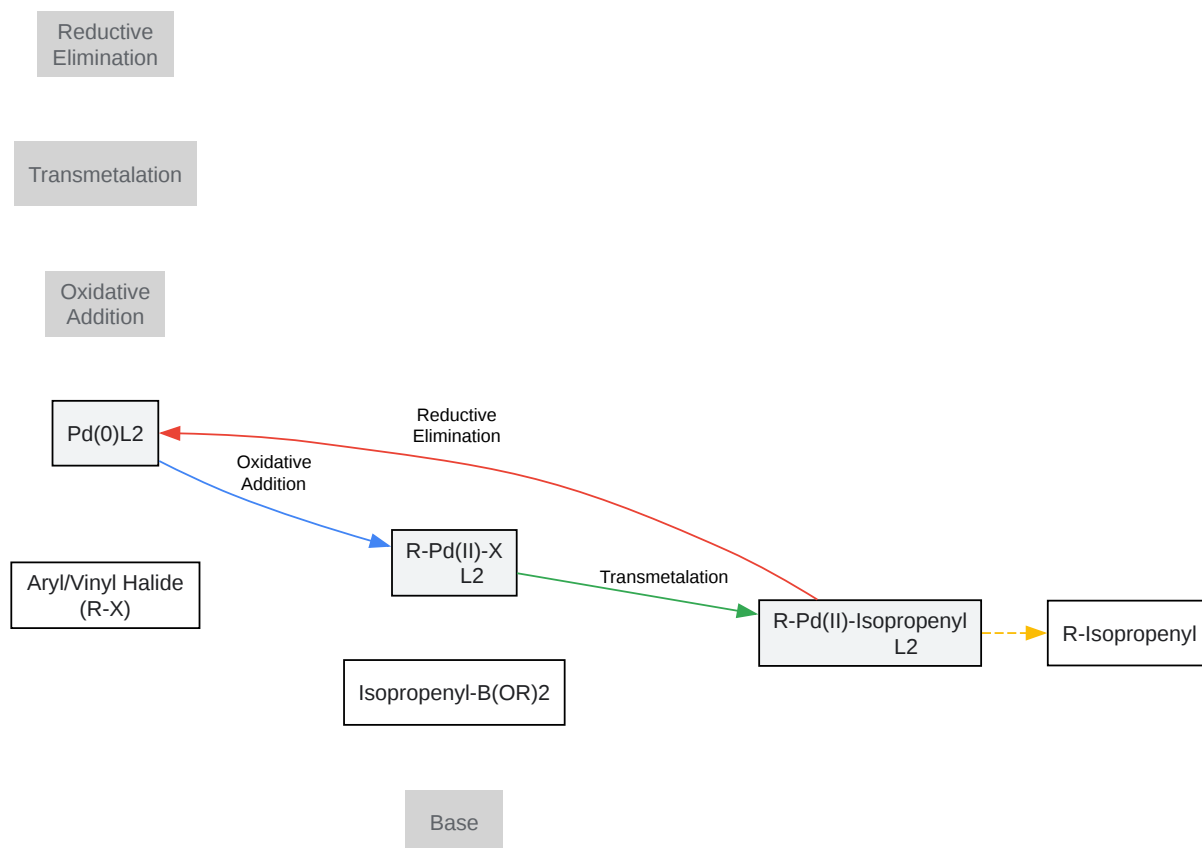 Reductive
Elimination
Transmetalation
Oxidative
Addition
Pd(0)L2
Reductive
Elimination
Oxidative
Addition
R-Pd(II)-X
L2
Transmetalation
Aryl/Vinyl Halide
(R-X)
R-Pd(II)-Isopropenyl
L2
R-Isopropenyl
Isopropenyl-B(OR)2
Base